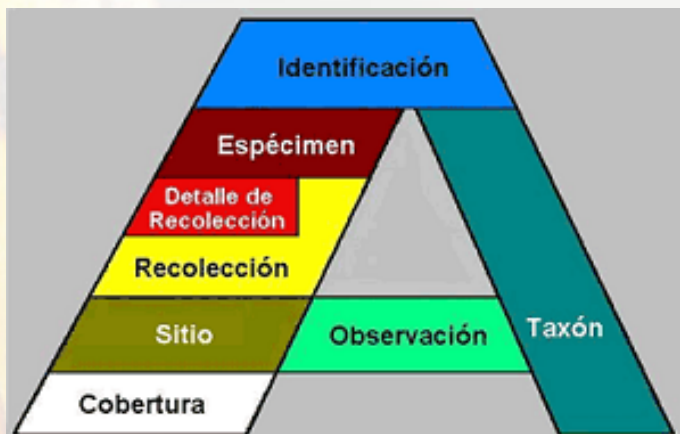 Identificación
Espécimen
Detalle de
Recolección
Recolección
Sitio
Observación
Taxón
Cobertura